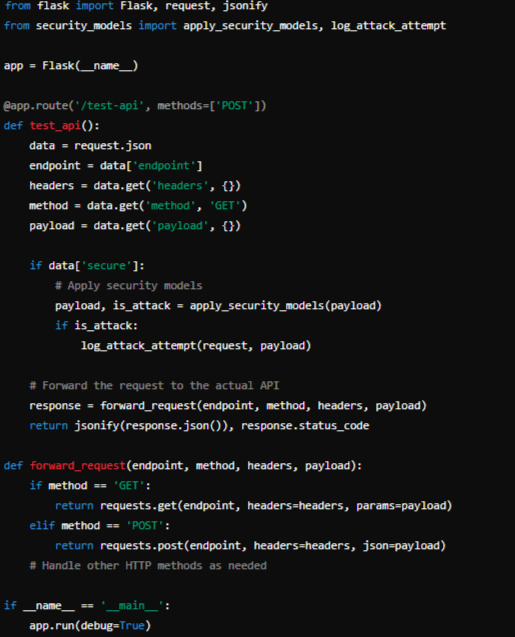 from flask import Flask, request, jsonify
from security_models import apply_security_models, log_attack_attempt

app = Flask(__name__)

@app.route('/test-api', methods=['POST'])
def test_api():
    data = request.json
    endpoint = data['endpoint']
    headers = data.get('headers', {})
    method = data.get('method', 'GET')
    payload = data.get('payload', {})

    if data['secure']:
        # Apply security models
        payload, is_attack = apply_security_models(payload)
        if is_attack:
            log_attack_attempt(request, payload)

    # Forward the request to the actual API
    response = forward_request(endpoint, method, headers, payload)
    return jsonify(response.json()), response.status_code

def forward_request(endpoint, method, headers, payload):
    if method == 'GET':
        return requests.get(endpoint, headers=headers, params=payload)
    elif method == 'POST':
        return requests.post(endpoint, headers=headers, json=payload)
    # Handle other HTTP methods as needed

if __name__ == '__main__':
    app.run(debug=True)